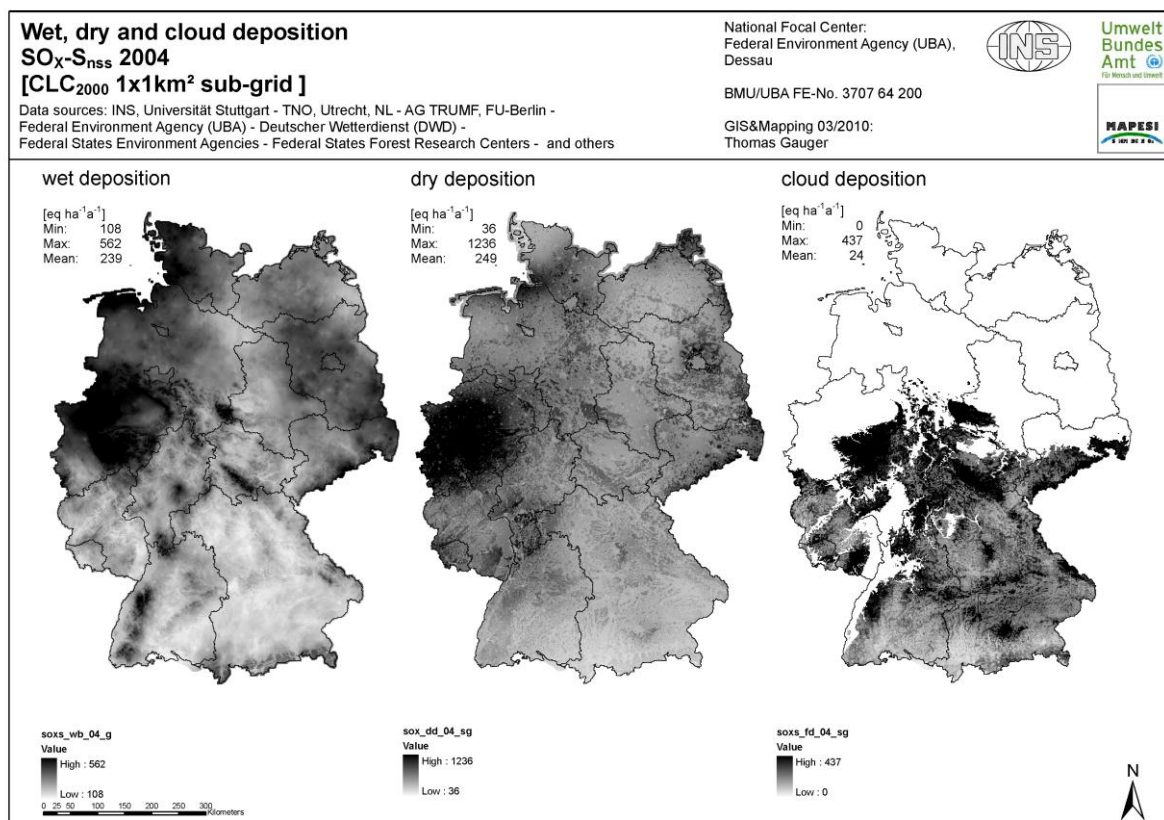 Wet, dry and cloud deposition
SOX-Snss 2004
[CLC2000 1x1km² sub-grid ]
Data sources: INS, Universität Stuttgart - TNO, Utrecht, NL - AG TRUMF, FU-Berlin -
Federal Environment Agency (UBA) - Deutscher Wetterdienst (DWD) -
Federal States Environment Agencies - Federal States Forest Research Centers - and others
National Focal Center:
Federal Environment Agency (UBA),
Dessau
BMU/UBA FE-No. 3707 64 200
GIS&Mapping 03/2010:
Thomas Gauger
INS
Umwelt
Bundes
Amt
Für Mensch und Umwelt
MAPESI
wet deposition
[eq ha-1a-1]
Min: 108
Max: 562
Mean: 239
dry deposition
[eq ha-1a-1]
Min: 36
Max: 1236
Mean: 249
cloud deposition
[eq ha-1a-1]
Min: 0
Max: 437
Mean: 24
soxs_wb_04_g
Value
High : 562
Low : 108
0 25 50 100 150 200 250 300
Kilometers
sox_dd_04_sg
Value
High : 1236
Low : 36
soxs_fd_04_sg
Value
High : 437
Low : 0
N